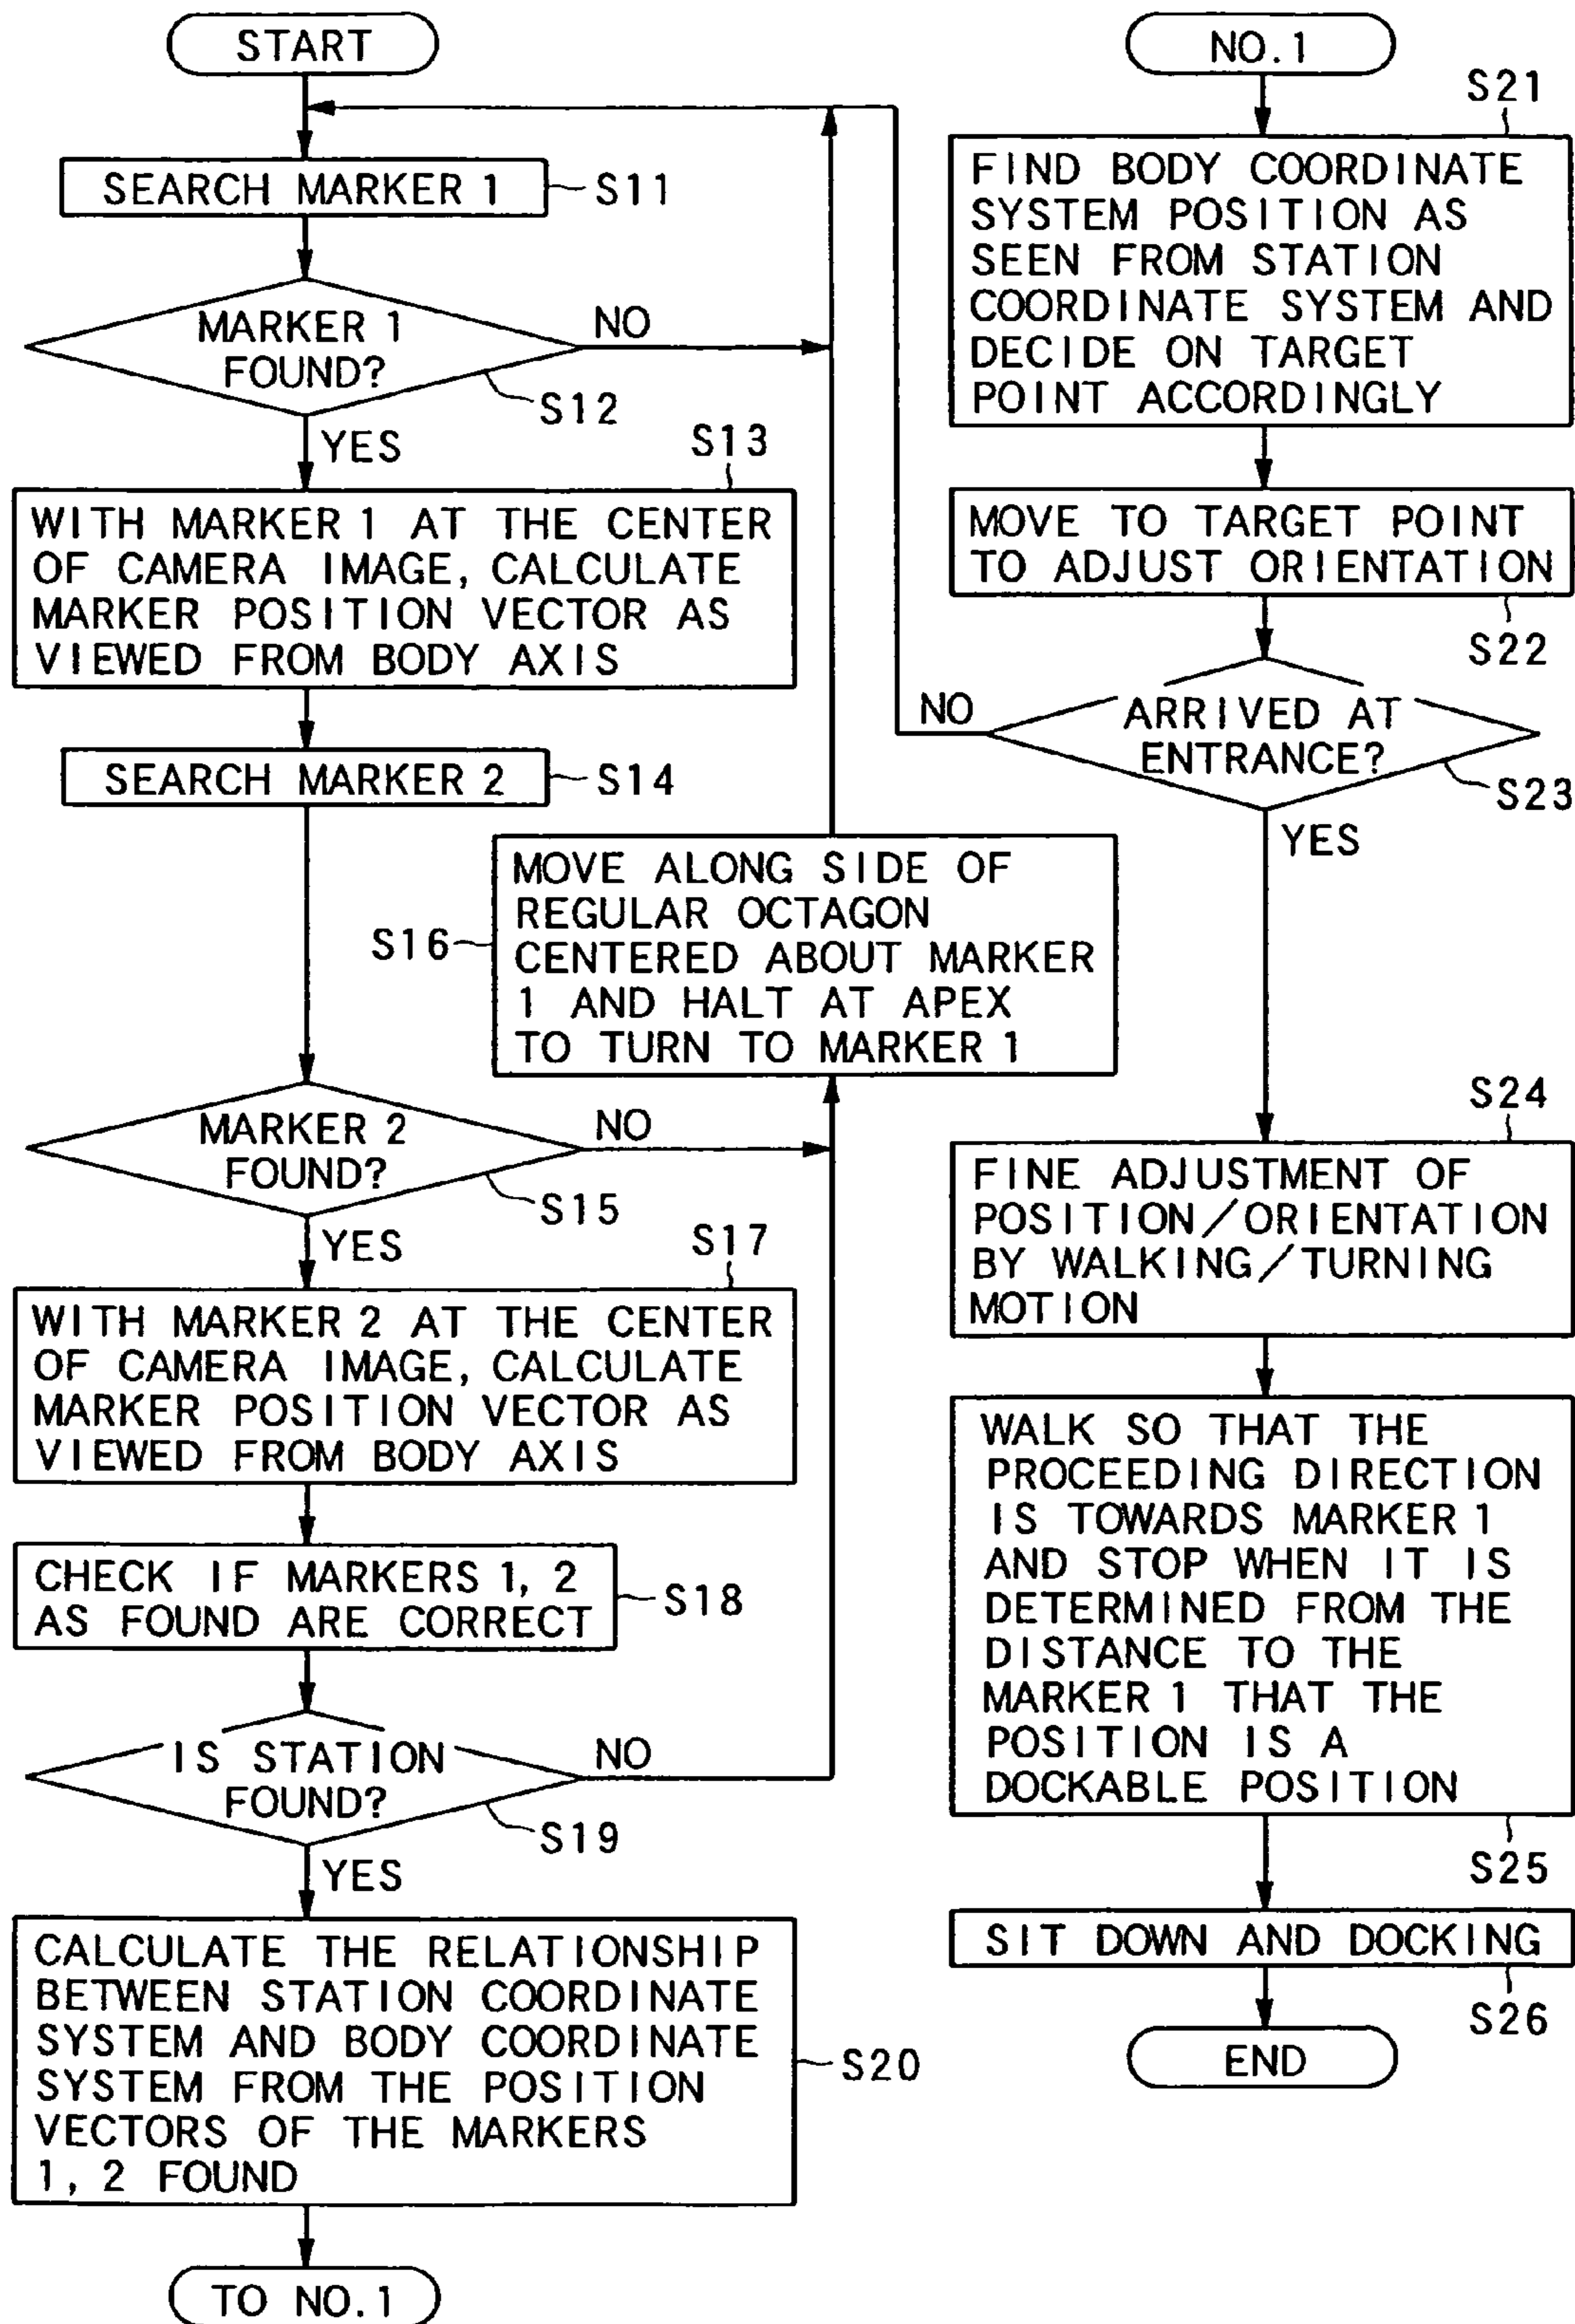 START
SEARCH MARKER 1
S11
MARKER 1
FOUND?
NO
S12
YES
S13
WITH MARKER 1 AT THE CENTER
OF CAMERA IMAGE, CALCULATE
MARKER POSITION VECTOR AS
VIEWED FROM BODY AXIS
SEARCH MARKER 2
S14
S16
MOVE ALONG SIDE OF
REGULAR OCTAGON
CENTERED ABOUT MARKER
1 AND HALT AT APEX
TO TURN TO MARKER 1
MARKER 2
FOUND?
NO
S15
YES
S17
WITH MARKER 2 AT THE CENTER
OF CAMERA IMAGE, CALCULATE
MARKER POSITION VECTOR AS
VIEWED FROM BODY AXIS
CHECK IF MARKERS 1, 2
AS FOUND ARE CORRECT
S18
IS STATION
FOUND?
NO
S19
YES
CALCULATE THE RELATIONSHIP
BETWEEN STATION COORDINATE
SYSTEM AND BODY COORDINATE
SYSTEM FROM THE POSITION
VECTORS OF THE MARKERS
1, 2 FOUND
S20
TO NO.1
NO.1
S21
FIND BODY COORDINATE
SYSTEM POSITION AS
SEEN FROM STATION
COORDINATE SYSTEM AND
DECIDE ON TARGET
POINT ACCORDINGLY
MOVE TO TARGET POINT
TO ADJUST ORIENTATION
S22
NO
ARRIVED AT
ENTRANCE?
S23
YES
S24
FINE ADJUSTMENT OF
POSITION/ORIENTATION
BY WALKING/TURNING
MOTION
WALK SO THAT THE
PROCEEDING DIRECTION
IS TOWARDS MARKER 1
AND STOP WHEN IT IS
DETERMINED FROM THE
DISTANCE TO THE
MARKER 1 THAT THE
POSITION IS A
DOCKABLE POSITION
S25
SIT DOWN AND DOCKING
S26
END